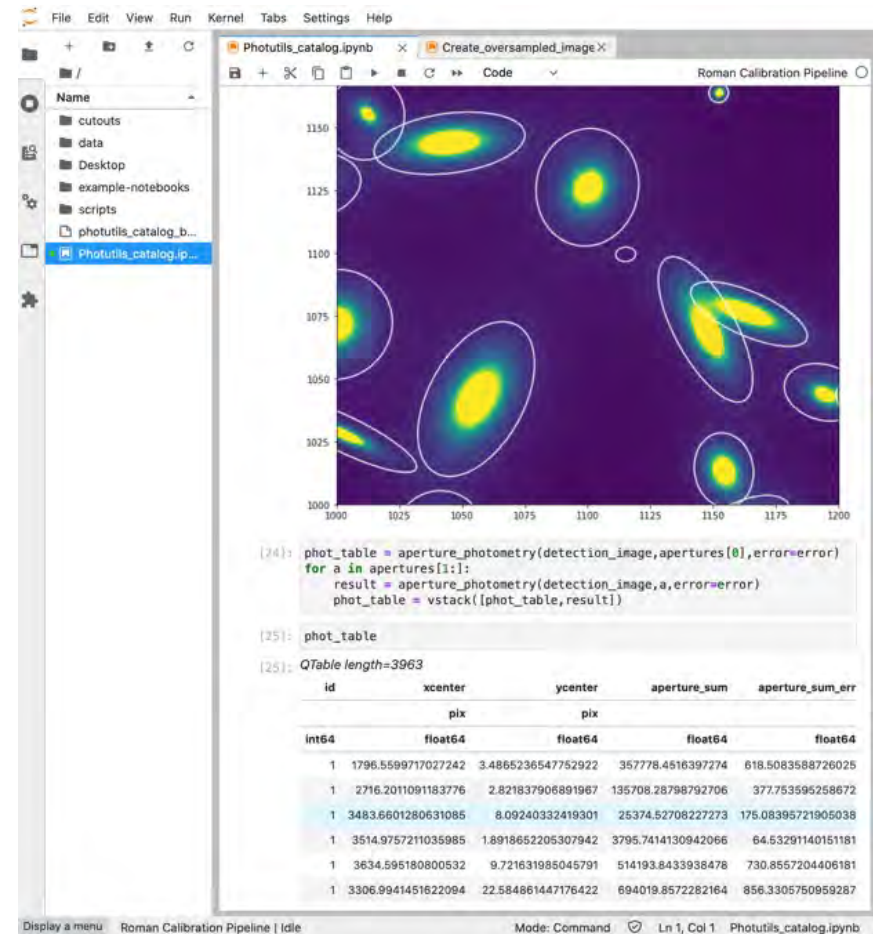 File Edit View Run Kernel Tabs Settings Help
Photutils_catalog.ipynb
Create_oversampled_image
Code
Roman Calibration Pipeline
/
Name
cutouts
data
Desktop
example-notebooks
scripts
photutils_catalog_b...
Photutils_catalog.ip...
1150
1125
1100
1075
1050
1025
1000
1000 1025 1050 1075 1100 1125 1150 1175 1200
[24]: phot_table = aperture_photometry(detection_image,apertures[0],error=error)
for a in apertures[1:]:
result = aperture_photometry(detection_image,a,error=error)
phot_table = vstack([phot_table,result])
[25]: phot_table
[25]: QTable length=3963
id xcenter ycenter aperture_sum aperture_sum_err
pix pix
int64 float64 float64 float64 float64
1 1796.5599717027242 3.4865236547752922 357778.4516397274 618.5083588726025
1 2716.2011091183776 2.821837906891967 135708.28798792706 377.753595258672
1 3483.6601280631085 8.09240332419301 25374.52708227273 175.08395721905038
1 3514.9757211035985 1.8918652205307942 3795.7414130942066 64.53291140151181
1 3634.595180800532 9.721631985045791 514193.8433938478 730.8557204406181
1 3306.9941451622094 22.584861447176422 694019.8572282164 856.3305750959287
Display a menu Roman Calibration Pipeline | Idle Mode: Command Ln 1, Col 1 Photutils_catalog.ipynb